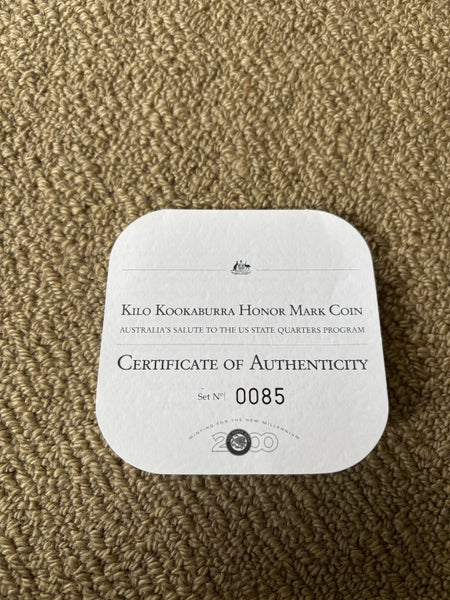 Kilo Kookaburra Honor Mark Coin
AUSTRALIA'S SALUTE TO THE US STATE QUARTERS PROGRAM
Certificate of Authenticity
Set Nº 0085
MINTING FOR THE NEW MILLENNIUM
2000